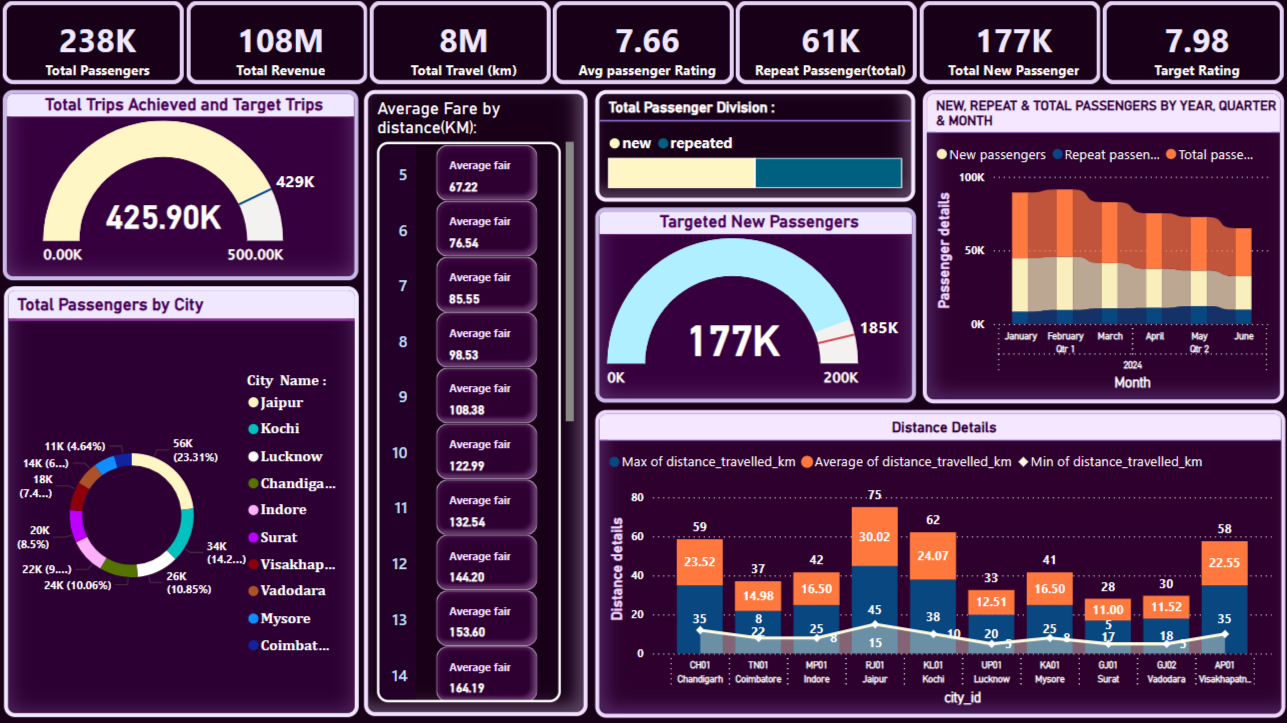 238K
Total Passengers
108M
Total Revenue
8M
Total Travel (km)
7.66
Avg passenger Rating
61K
Repeat Passenger(total)
177K
Total New Passenger
7.98
Target Rating
Total Trips Achieved and Target Trips
429K
425.90K
0.00K
500.00K
Total Passengers by City
City Name :
Jaipur
Kochi
Lucknow
Chandiga...
Indore
Surat
Visakhap...
Vadodara
Mysore
Coimbat...
56K
(23.31%)
34K
(14.2...)
26K
(10.85%)
24K (10.06%)
22K (9....)
20K
(8.5%)
18K
(7.4...)
14K (6...)
11K (4.64%)
Average Fare by
distance(KM):
5
Average fair
67.22
6
Average fair
76.54
7
Average fair
85.55
8
Average fair
98.53
9
Average fair
108.38
10
Average fair
122.99
11
Average fair
132.54
12
Average fair
144.20
13
Average fair
153.60
14
Average fair
164.19
Total Passenger Division :
new repeated
Targeted New Passengers
185K
177K
0K
200K
NEW, REPEAT & TOTAL PASSENGERS BY YEAR, QUARTER
& MONTH
New passengers Repeat passen... Total passe...
Passenger details
100K
50K
0K
January February March April May June
Qtr 1 Qtr 2
2024
Month
Distance Details
Max of distance_travelled_km Average of distance_travelled_km Min of distance_travelled_km
Distance details
80
60
40
20
0
59
23.52
35
37
14.98
8
22
42
16.50
25
8
75
30.02
45
15
62
24.07
38
10
33
12.51
20
5
41
16.50
25
8
28
11.00
5
17
30
11.52
18
5
58
22.55
35
CH01 TN01 MP01 RJ01 KL01 UP01 KA01 GJ01 GJ02 AP01
Chandigarh Coimbatore Indore Jaipur Kochi Lucknow Mysore Surat Vadodara Visakhapatn...
city_id